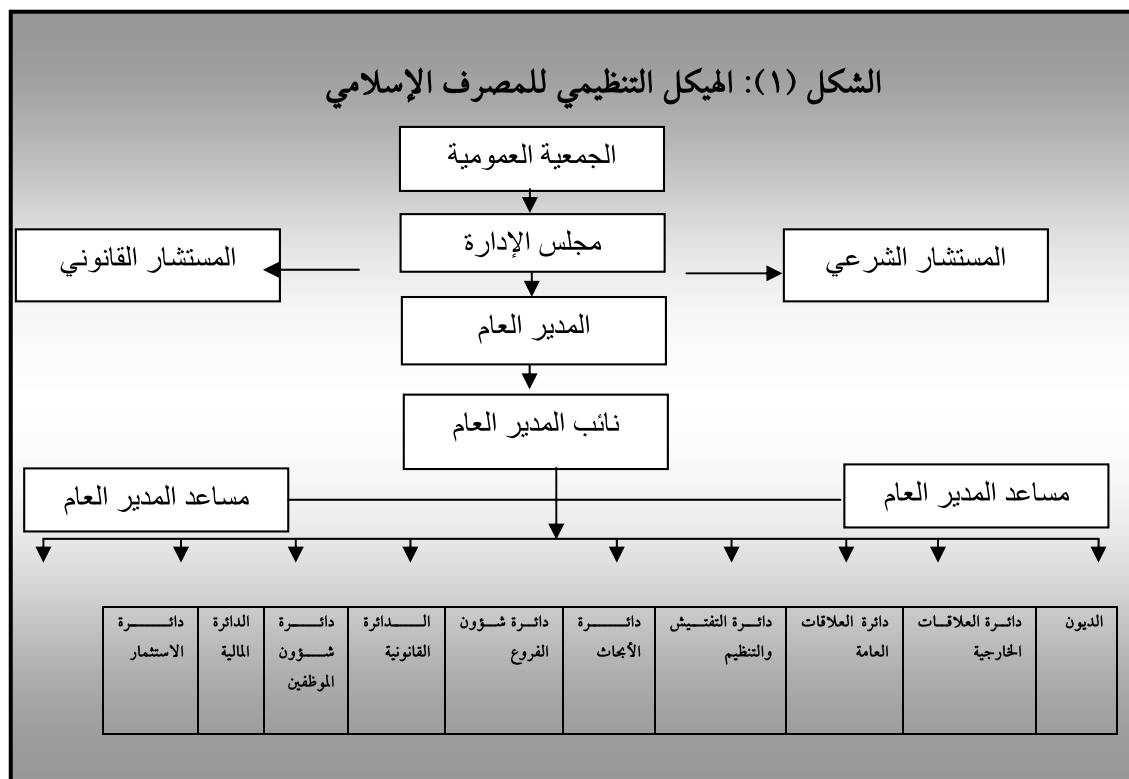 الشكل (١): الهيكل التنظيمي للمصرف الإسلامي
الجمعية العمومية
مجلس الإدارة
المستشار الشرعي
المستشار القانوني
المدير العام
نائب المدير العام
مساعد المدير العام
مساعد المدير العام
الديون
دائرة العلاقات
الخارجية
دائرة العلاقات
العامة
دائرة التفتيش
والتنظيم
دائرة
الأبحاث
دائرة شؤون
الفروع
الدائرة
القانونية
دائرة
شؤون
الموظفين
الدائرة
المالية
دائرة
الاستثمار